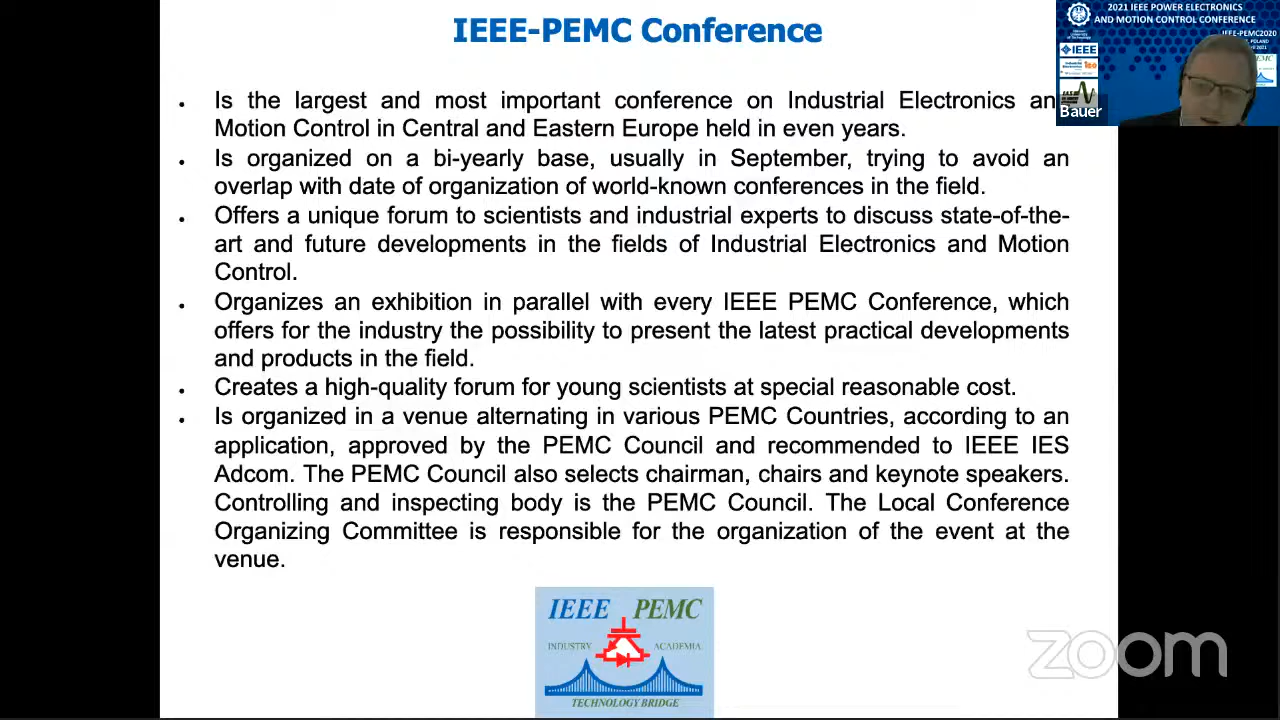 IEEE-PEMC Conference
2021 IEEE POWER ELECTRONICS
AND MOTION CONTROL CONFERENCE
IEEE-PEMC2020
IEEE
Bauer
• Is the largest and most important conference on Industrial Electronics an
Motion Control in Central and Eastern Europe held in even years.
• Is organized on a bi-yearly base, usually in September, trying to avoid an
overlap with date of organization of world-known conferences in the field.
• Offers a unique forum to scientists and industrial experts to discuss state-of-the-
art and future developments in the fields of Industrial Electronics and Motion
Control.
• Organizes an exhibition in parallel with every IEEE PEMC Conference, which
offers for the industry the possibility to present the latest practical developments
and products in the field.
• Creates a high-quality forum for young scientists at special reasonable cost.
• Is organized in a venue alternating in various PEMC Countries, according to an
application, approved by the PEMC Council and recommended to IEEE IES
Adcom. The PEMC Council also selects chairman, chairs and keynote speakers.
Controlling and inspecting body is the PEMC Council. The Local Conference
Organizing Committee is responsible for the organization of the event at the
venue.
IEEE PEMC
INDUSTRY ACADEMIA
TECHNOLOGY BRIDGE
zoom